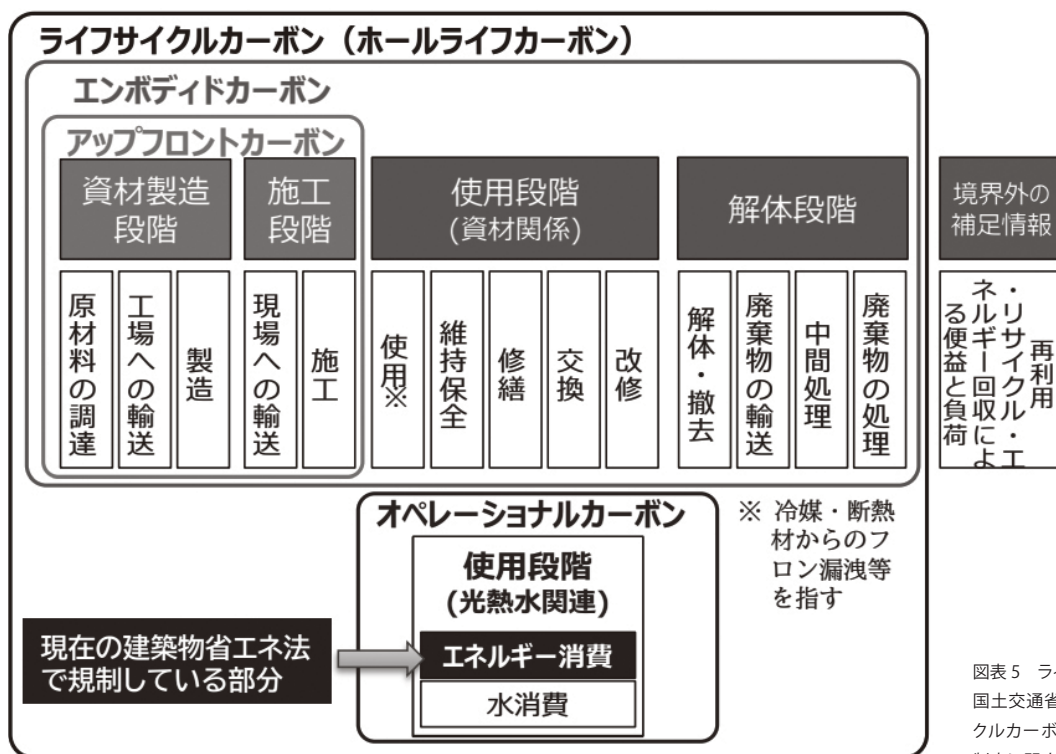 ライフサイクルカーボン（ホールライフカーボン）
エンボディドカーボン
アップフロントカーボン
資材製造
段階
施工
段階
使用段階
(資材関係)
解体段階
境界外の
補足情報
原材料の調達
工場への輸送
製造
現場への輸送
施工
使用※
維持保全
修繕
交換
改修
解体・撤去
廃棄物の輸送
中間処理
廃棄物の処理
再利用
・リサイクル・エ
ネルギー回収によ
る便益と負荷
オペレーショナルカーボン
使用段階
(光熱水関連)
エネルギー消費
水消費
※ 冷媒・断熱
材からのフ
ロン漏洩等
を指す
現在の建築物省エネ法
で規制している部分
図表 5
国土交通省
クルカーボ